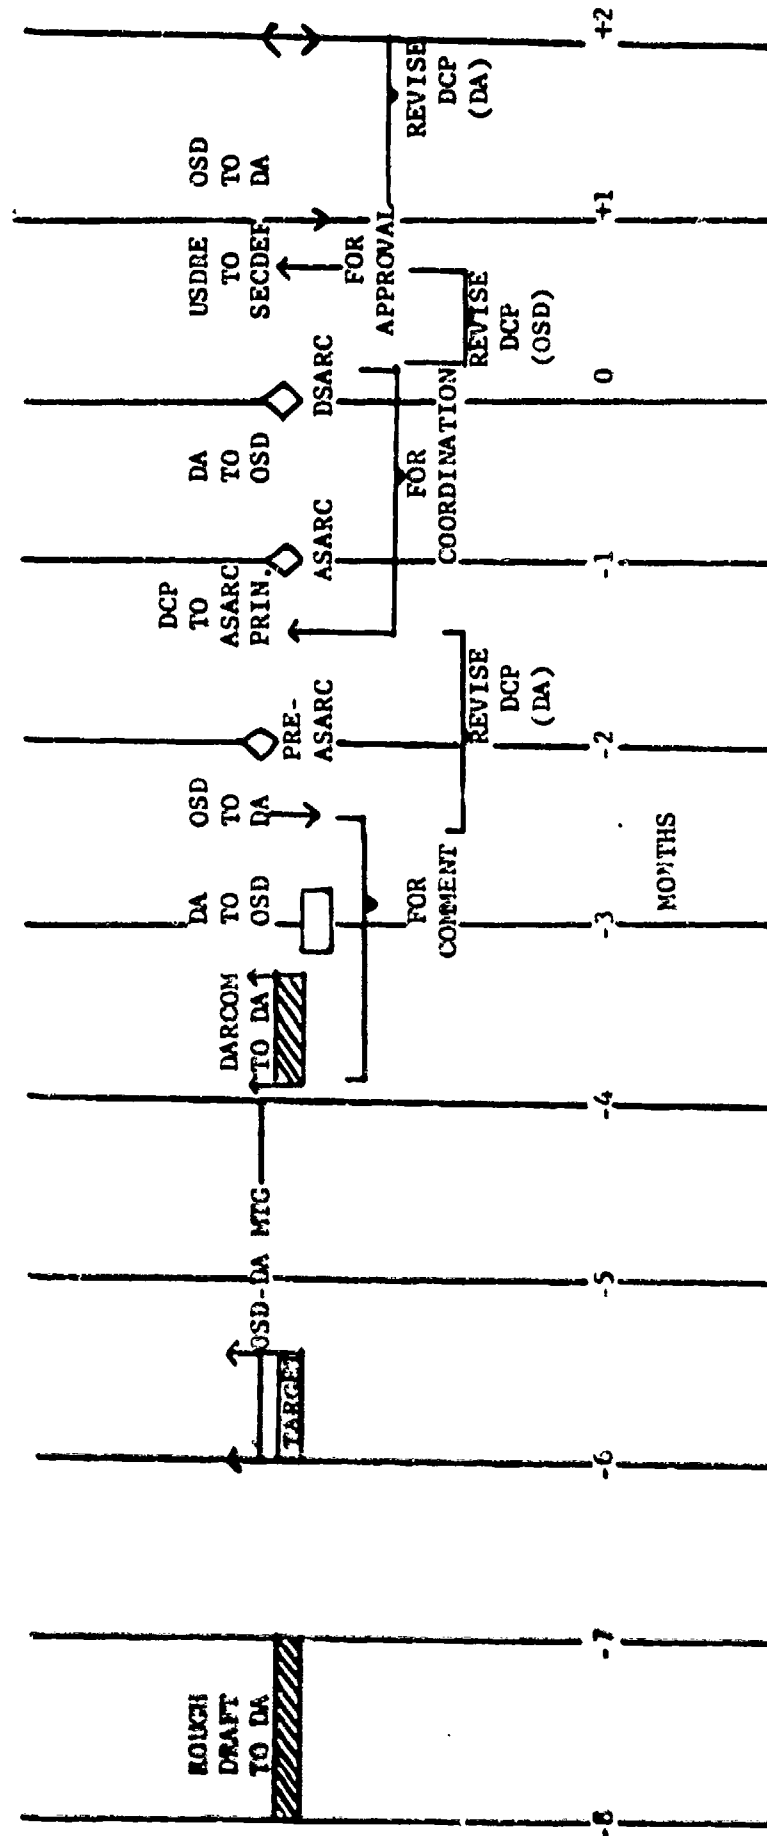 ROUGH
DRAFT
TO DA
TARGET
OSD-DA MTG
DARCOM
TO DA
DA
TO
OSD
FOR
COMMENT
OSD
TO
DA
PRE-
ASARC
REVISE
DCP
(DA)
DCP
TO
ASARC
PRIN.
ASARC
DA
TO
OSD
FOR
COORDINATION
DSARC
REVISE
DCP
(OSD)
USDRE
TO
SECDEF
FOR
APPROVAL
OSD
TO
DA
REVISE
DCP
(DA)
-8 -7 -6 -5 -4 -3 -2 -1 0 +1 +2
MONTHS